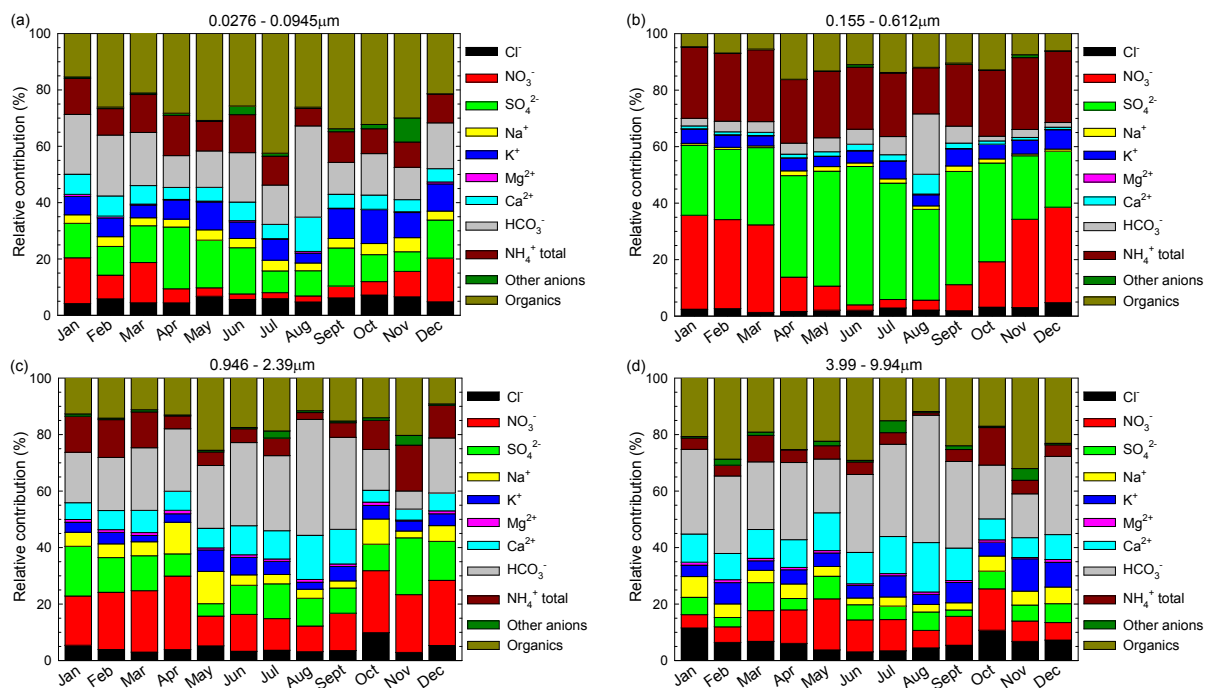 (a) 0.0276 - 0.0945μm
Relative contribution (%)
100
80
60
40
20
0
Jan Feb Mar Apr May Jun Jul Aug Sept Oct Nov Dec
Cl⁻
NO₃⁻
SO₄²⁻
Na⁺
K⁺
Mg²⁺
Ca²⁺
HCO₃⁻
NH₄⁺ total
Other anions
Organics
(b) 0.155 - 0.612μm
Relative contribution (%)
100
80
60
40
20
0
Jan Feb Mar Apr May Jun Jul Aug Sept Oct Nov Dec
Cl⁻
NO₃⁻
SO₄²⁻
Na⁺
K⁺
Mg²⁺
Ca²⁺
HCO₃⁻
NH₄⁺ total
Other anions
Organics
(c) 0.946 - 2.39μm
Relative contribution (%)
100
80
60
40
20
0
Jan Feb Mar Apr May Jun Jul Aug Sept Oct Nov Dec
Cl⁻
NO₃⁻
SO₄²⁻
Na⁺
K⁺
Mg²⁺
Ca²⁺
HCO₃⁻
NH₄⁺ total
Other anions
Organics
(d) 3.99 - 9.94μm
Relative contribution (%)
100
80
60
40
20
0
Jan Feb Mar Apr May Jun Jul Aug Sept Oct Nov Dec
Cl⁻
NO₃⁻
SO₄²⁻
Na⁺
K⁺
Mg²⁺
Ca²⁺
HCO₃⁻
NH₄⁺ total
Other anions
Organics